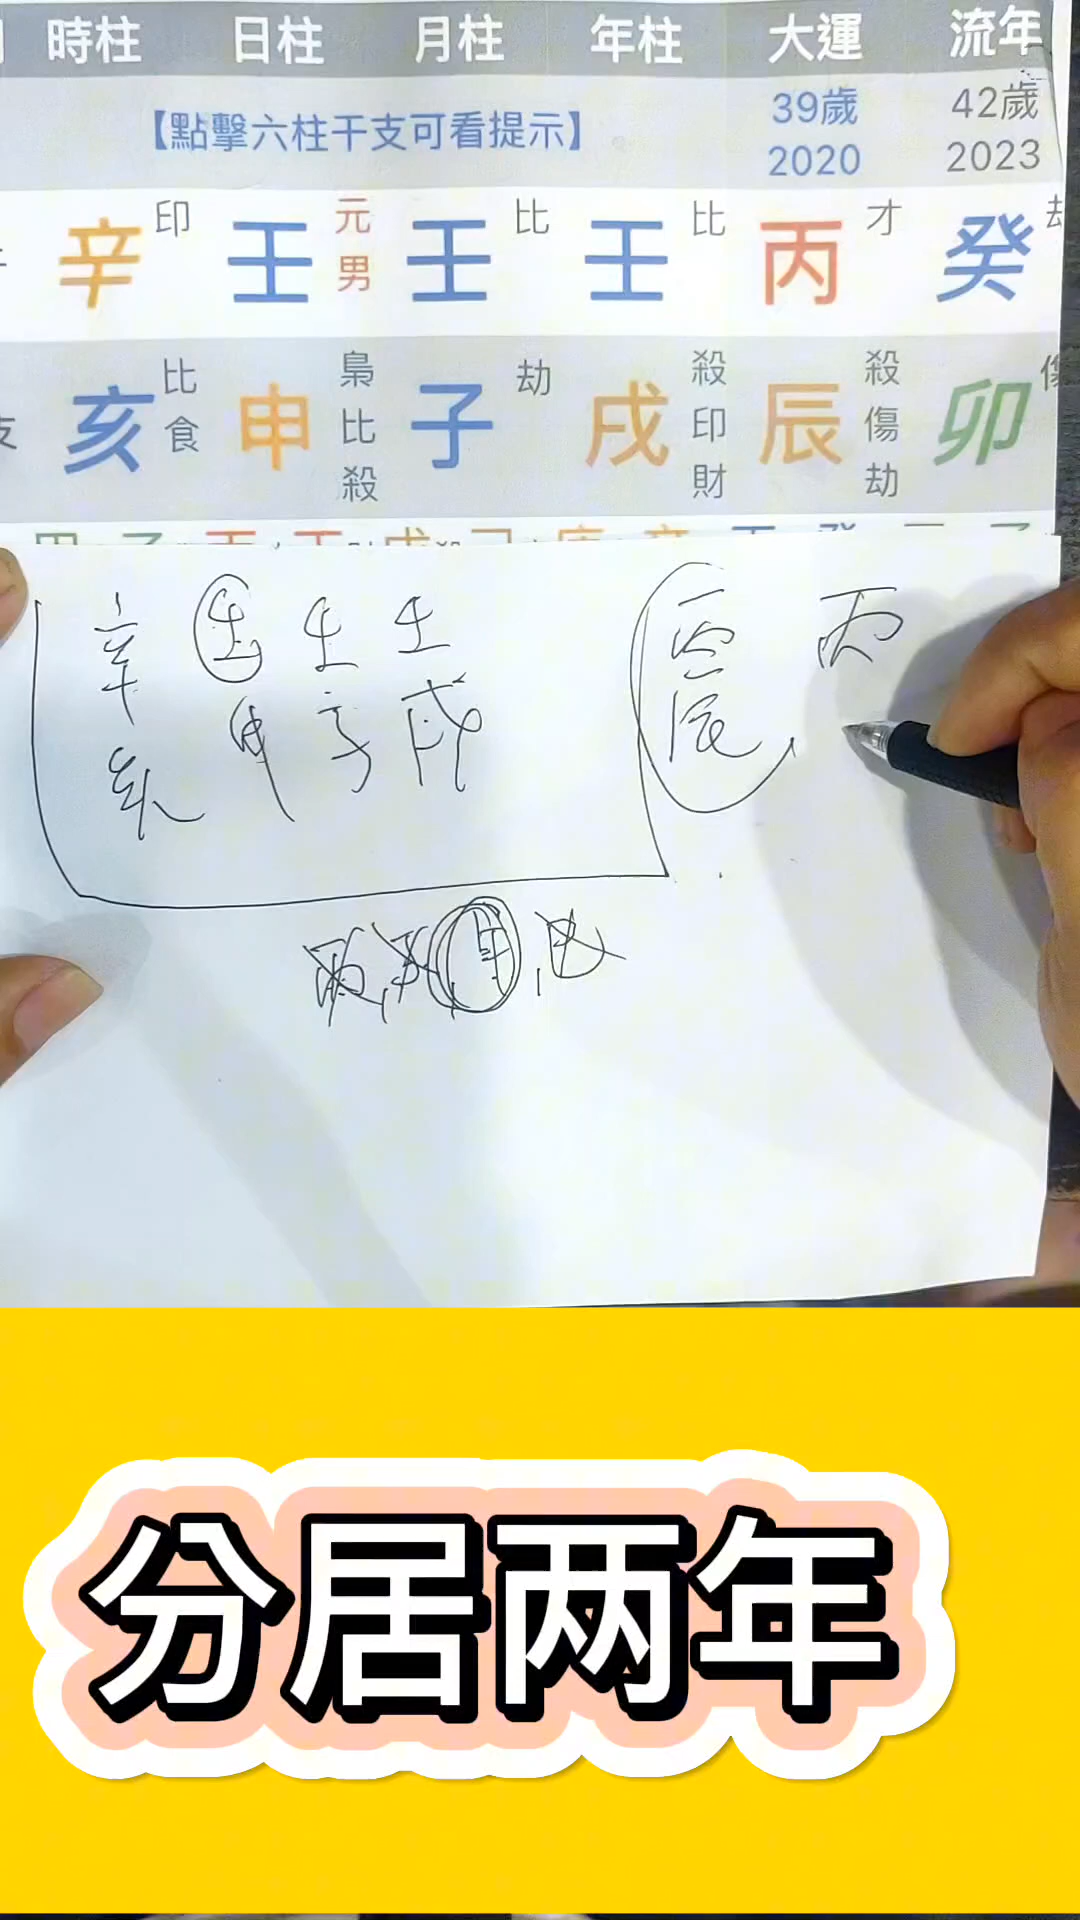 時柱 日柱 月柱 年柱 大運 流年
【點擊六柱干支可看提示】 39歲 42歲
2020 2023
辛 印 壬 元男 壬 比 壬 比 丙 才 癸
亥 比食 申 梟比殺 子 劫 戌 殺印財 辰 殺傷劫 卯
辛 壬 壬 壬 丙 丙
亥 申 子 戌 辰
分居两年